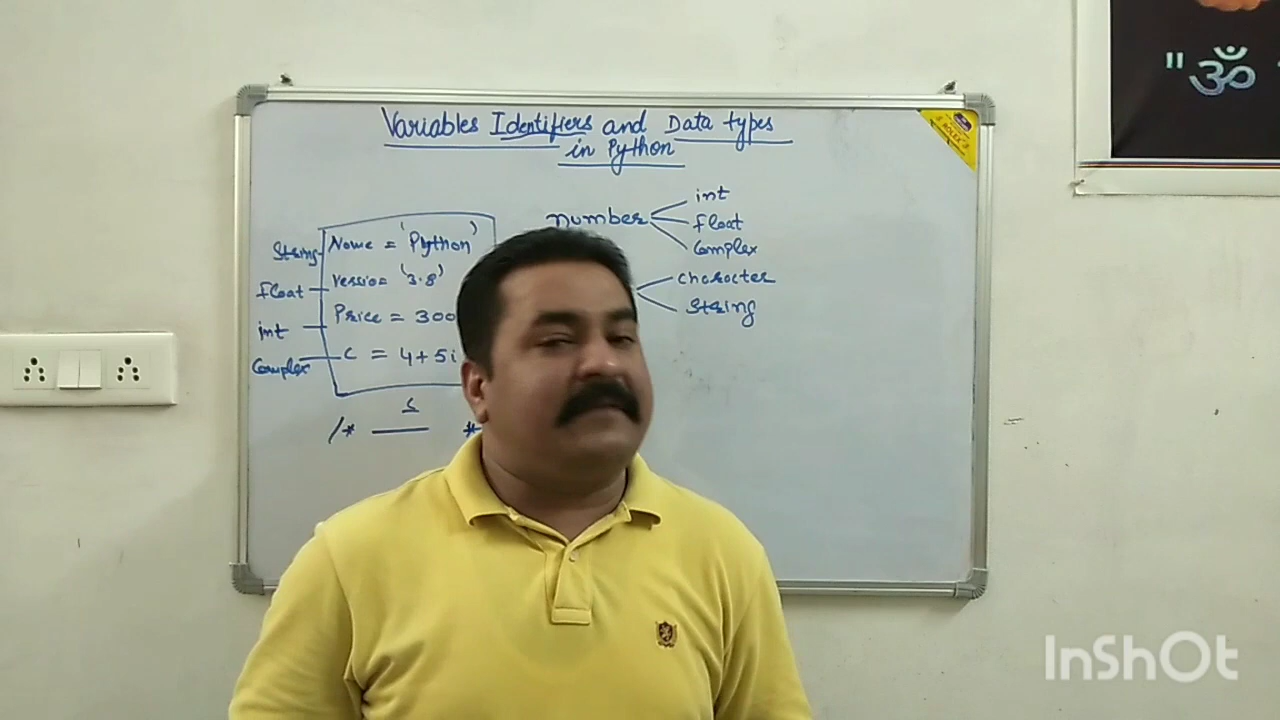 Variables Identifiers and Data types
in Python
number
int
float
Complex
character
String
String
Name = 'Python'
float
Version '3.8'
int
Price = 300
Complex
C = 4+5i
/* *
"ॐ
ROLEX
InShOt